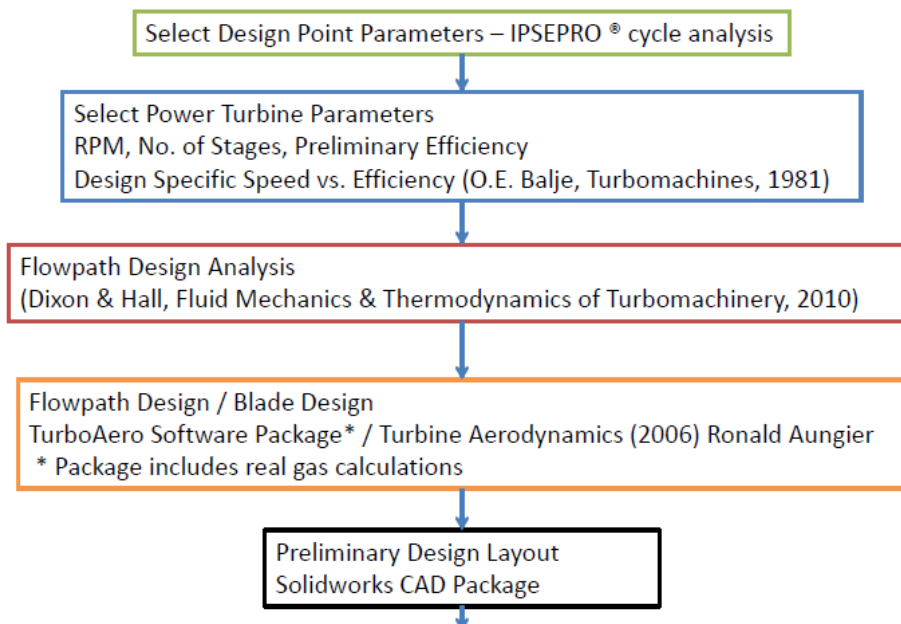 Select Design Point Parameters – IPSEPRO ® cycle analysis
Select Power Turbine Parameters
RPM, No. of Stages, Preliminary Efficiency
Design Specific Speed vs. Efficiency (O.E. Balje, Turbomachines, 1981)
Flowpath Design Analysis
(Dixon & Hall, Fluid Mechanics & Thermodynamics of Turbomachinery, 2010)
Flowpath Design / Blade Design
TurboAero Software Package* / Turbine Aerodynamics (2006) Ronald Aungier
* Package includes real gas calculations
Preliminary Design Layout
Solidworks CAD Package